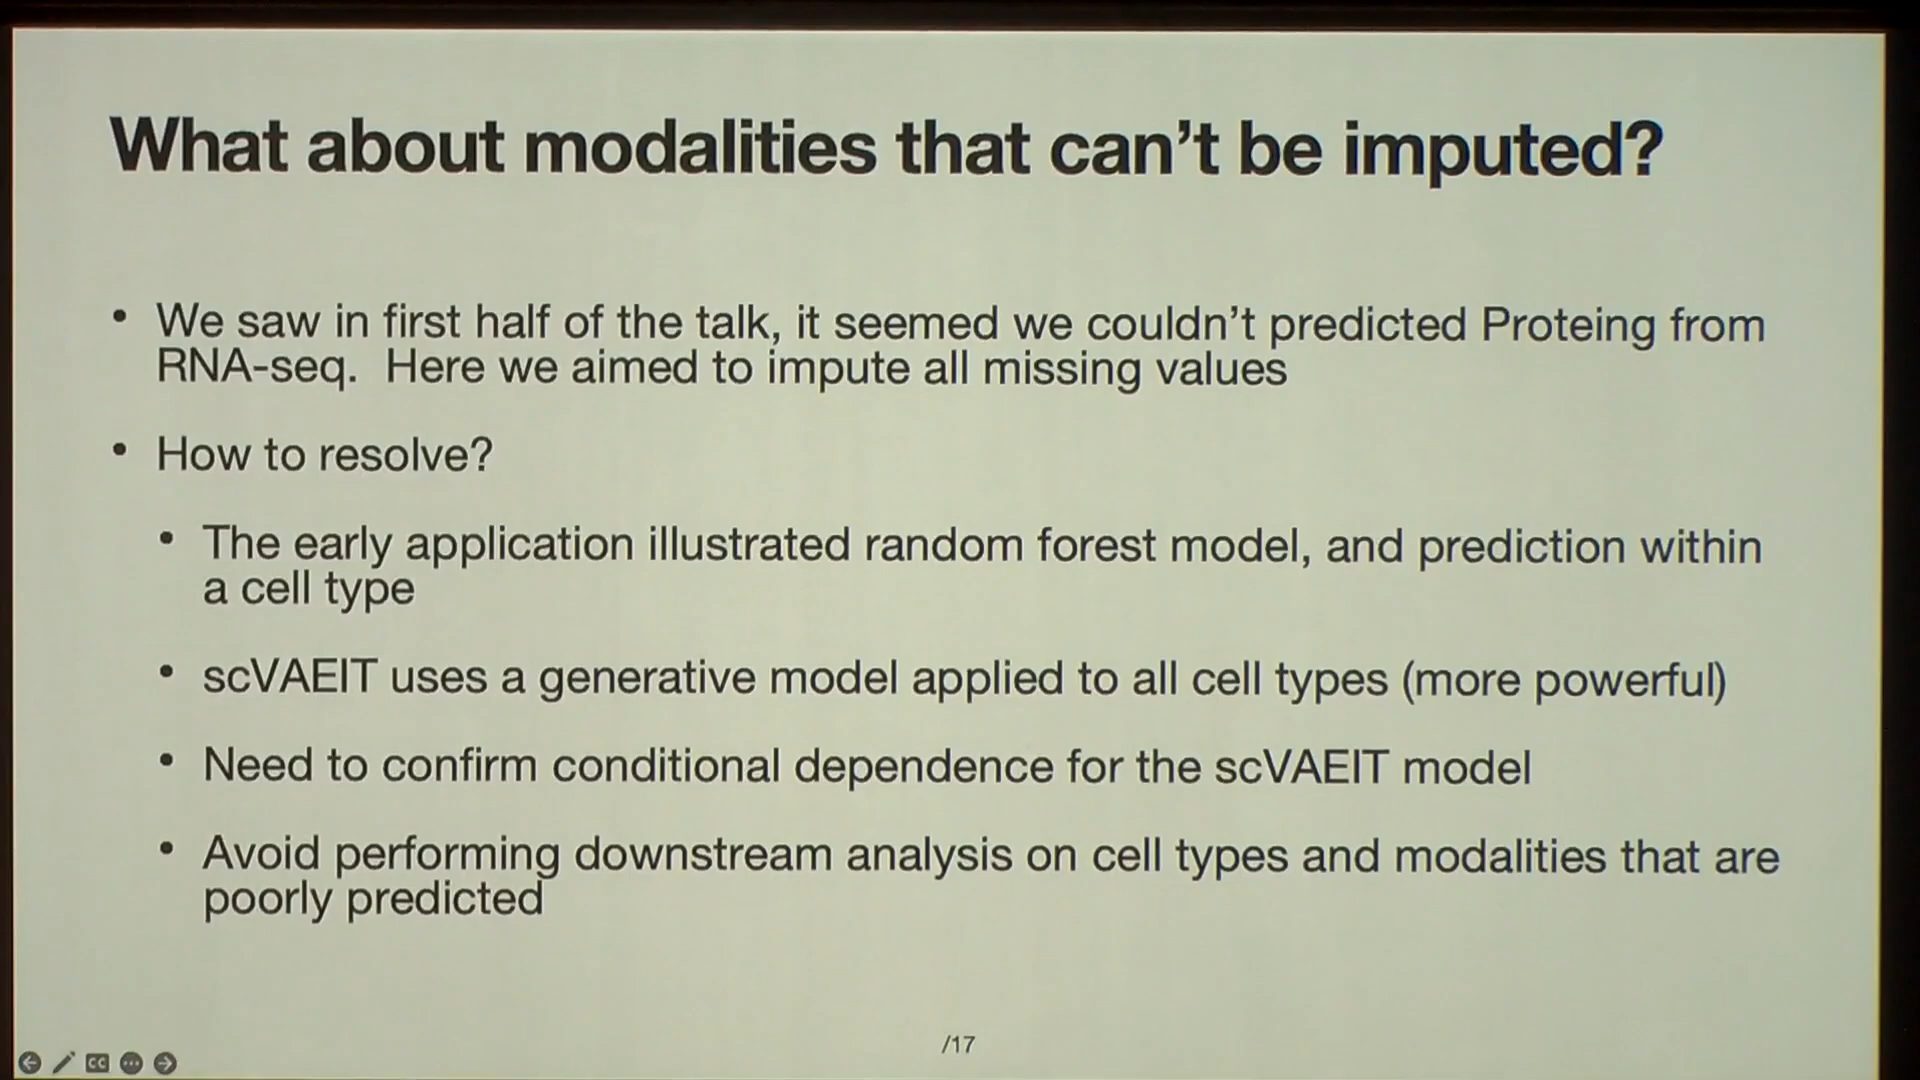 What about modalities that can’t be imputed?
• We saw in first half of the talk, it seemed we couldn’t predicted Proteing from
RNA-seq.  Here we aimed to impute all missing values
• How to resolve?
• The early application illustrated random forest model, and prediction within
a cell type
• scVAEIT uses a generative model applied to all cell types (more powerful)
• Need to confirm conditional dependence for the scVAEIT model
• Avoid performing downstream analysis on cell types and modalities that are
poorly predicted
/17
CC